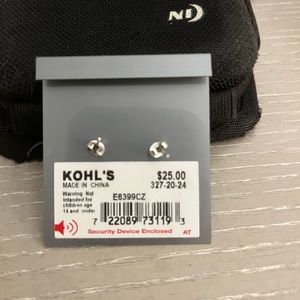 IN
KOHL'S
$25.00
MADE IN CHINA
327-20-24
Warning: Not
Intended for
children age
14 and under
E6399CZ
7 22089 73119 3
Security Device Enclosed
AT